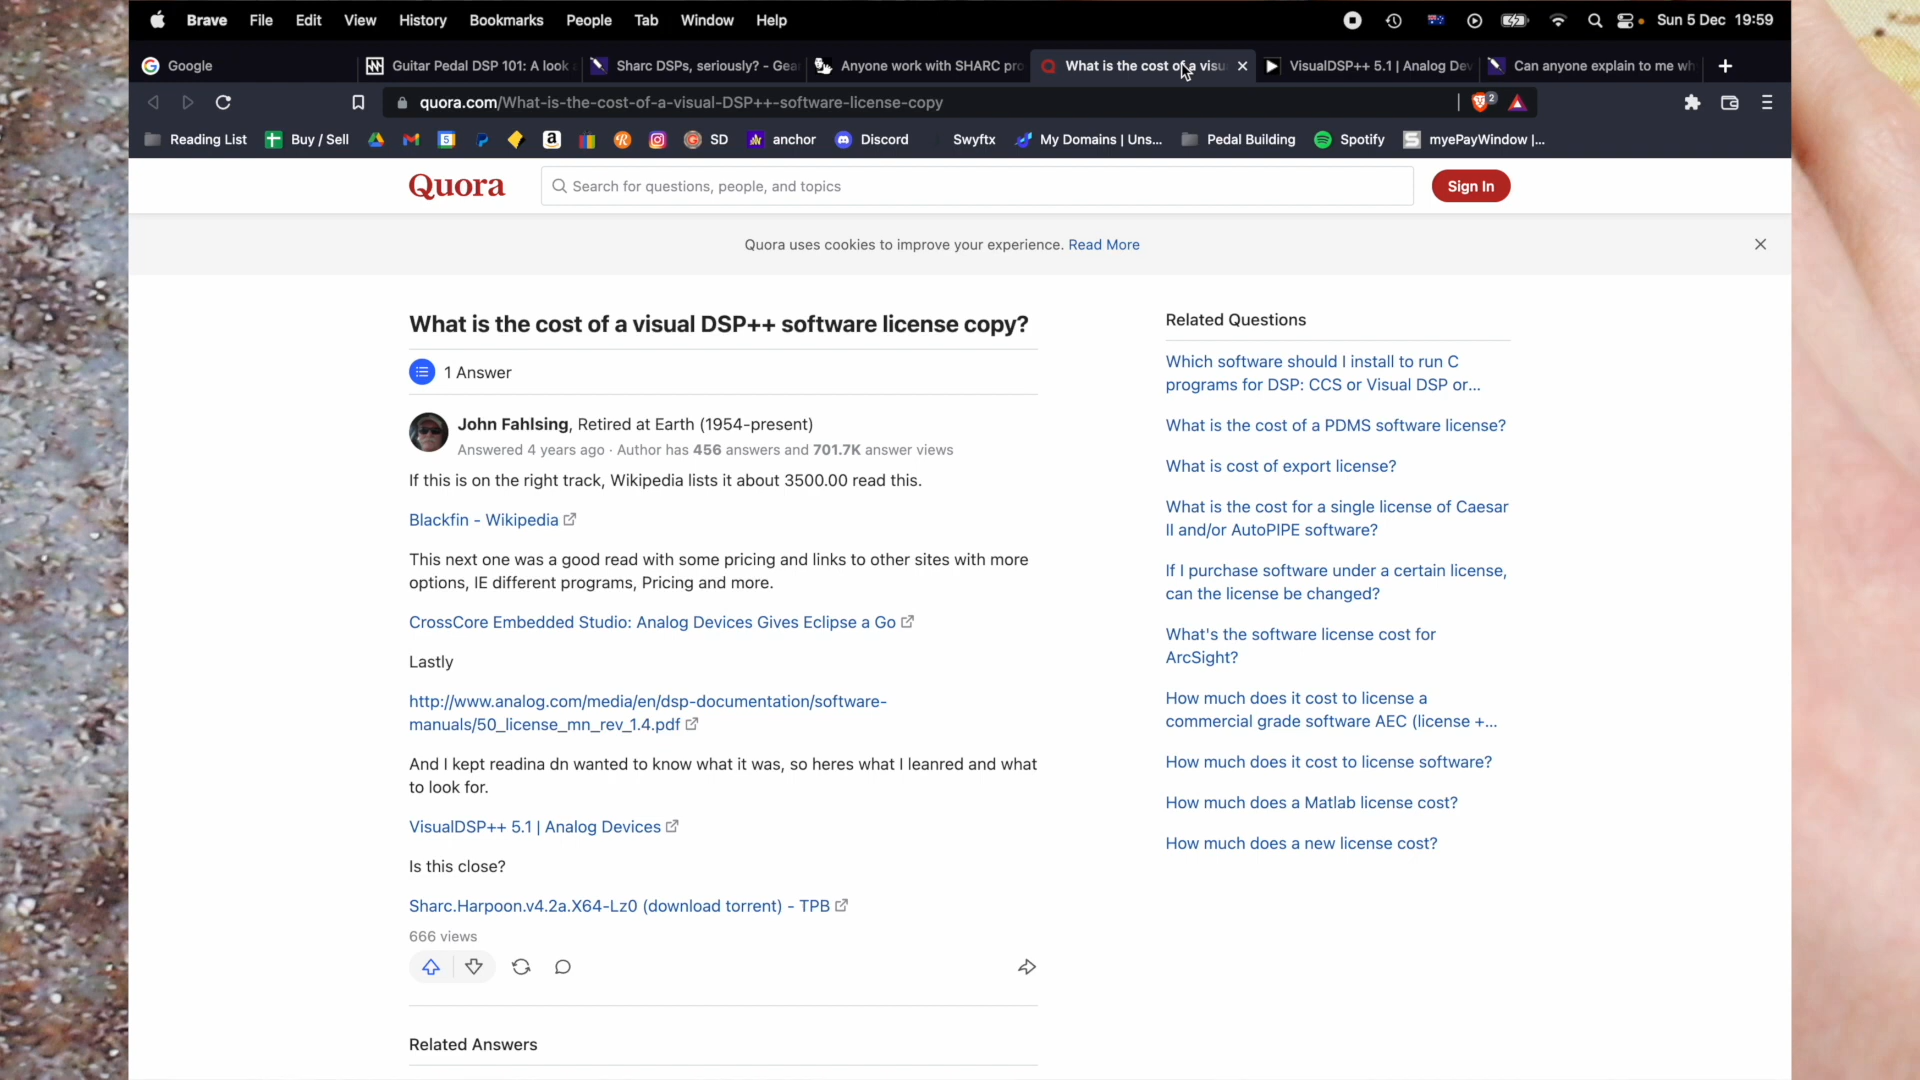 Brave File Edit View History Bookmarks People Tab Window Help Sun 5 Dec 19:59
Google Guitar Pedal DSP 101: A look Sharc DSPs, seriously? - Gea Anyone work with SHARC pro What is the cost of a visu VisualDSP++ 5.1 | Analog Dev Can anyone explain to me wh
quora.com/What-is-the-cost-of-a-visual-DSP++-software-license-copy 2
Reading List Buy / Sell SD anchor Discord Swyftx My Domains | Uns... Pedal Building Spotify myePayWindow |...
Quora Search for questions, people, and topics Sign In
Quora uses cookies to improve your experience. Read More
What is the cost of a visual DSP++ software license copy?
1 Answer
John Fahlsing, Retired at Earth (1954-present)
Answered 4 years ago · Author has 456 answers and 701.7K answer views
If this is on the right track, Wikipedia lists it about 3500.00 read this.
Blackfin - Wikipedia
This next one was a good read with some pricing and links to other sites with more
options, IE different programs, Pricing and more.
CrossCore Embedded Studio: Analog Devices Gives Eclipse a Go
Lastly
http://www.analog.com/media/en/dsp-documentation/software-
manuals/50_license_mn_rev_1.4.pdf
And I kept readina dn wanted to know what it was, so heres what I leanred and what
to look for.
VisualDSP++ 5.1 | Analog Devices
Is this close?
Sharc.Harpoon.v4.2a.X64-Lz0 (download torrent) - TPB
666 views
Related Answers
Related Questions
Which software should I install to run C
programs for DSP: CCS or Visual DSP or...
What is the cost of a PDMS software license?
What is cost of export license?
What is the cost for a single license of Caesar
II and/or AutoPIPE software?
If I purchase software under a certain license,
can the license be changed?
What's the software license cost for
ArcSight?
How much does it cost to license a
commercial grade software AEC (license +...
How much does it cost to license software?
How much does a Matlab license cost?
How much does a new license cost?